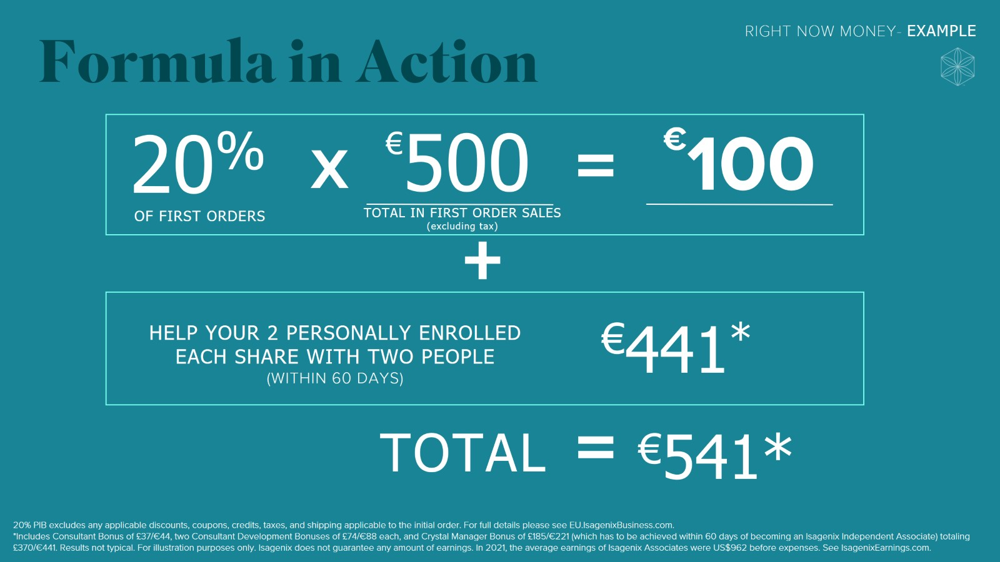 RIGHT NOW MONEY- EXAMPLE
Formula in Action
20% x €500 = €100
OF FIRST ORDERS
TOTAL IN FIRST ORDER SALES
(excluding tax)
+
HELP YOUR 2 PERSONALLY ENROLLED
EACH SHARE WITH TWO PEOPLE
(WITHIN 60 DAYS)
€441*
TOTAL = €541*
20% PIB excludes any applicable discounts, coupons, credits, taxes, and shipping applicable to the initial order. For full details please see EU.IsagenixBusiness.com.
*Includes Consultant Bonus of £37/€44, two Consultant Development Bonuses of £74/€88 each, and Crystal Manager Bonus of £185/€221 (which has to be achieved within 60 days of becoming an Isagenix Independent Associate) totaling
£370/€441. Results not typical. For illustration purposes only. Isagenix does not guarantee any amount of earnings. In 2021, the average earnings of Isagenix Associates were US$962 before expenses. See IsagenixEarnings.com.